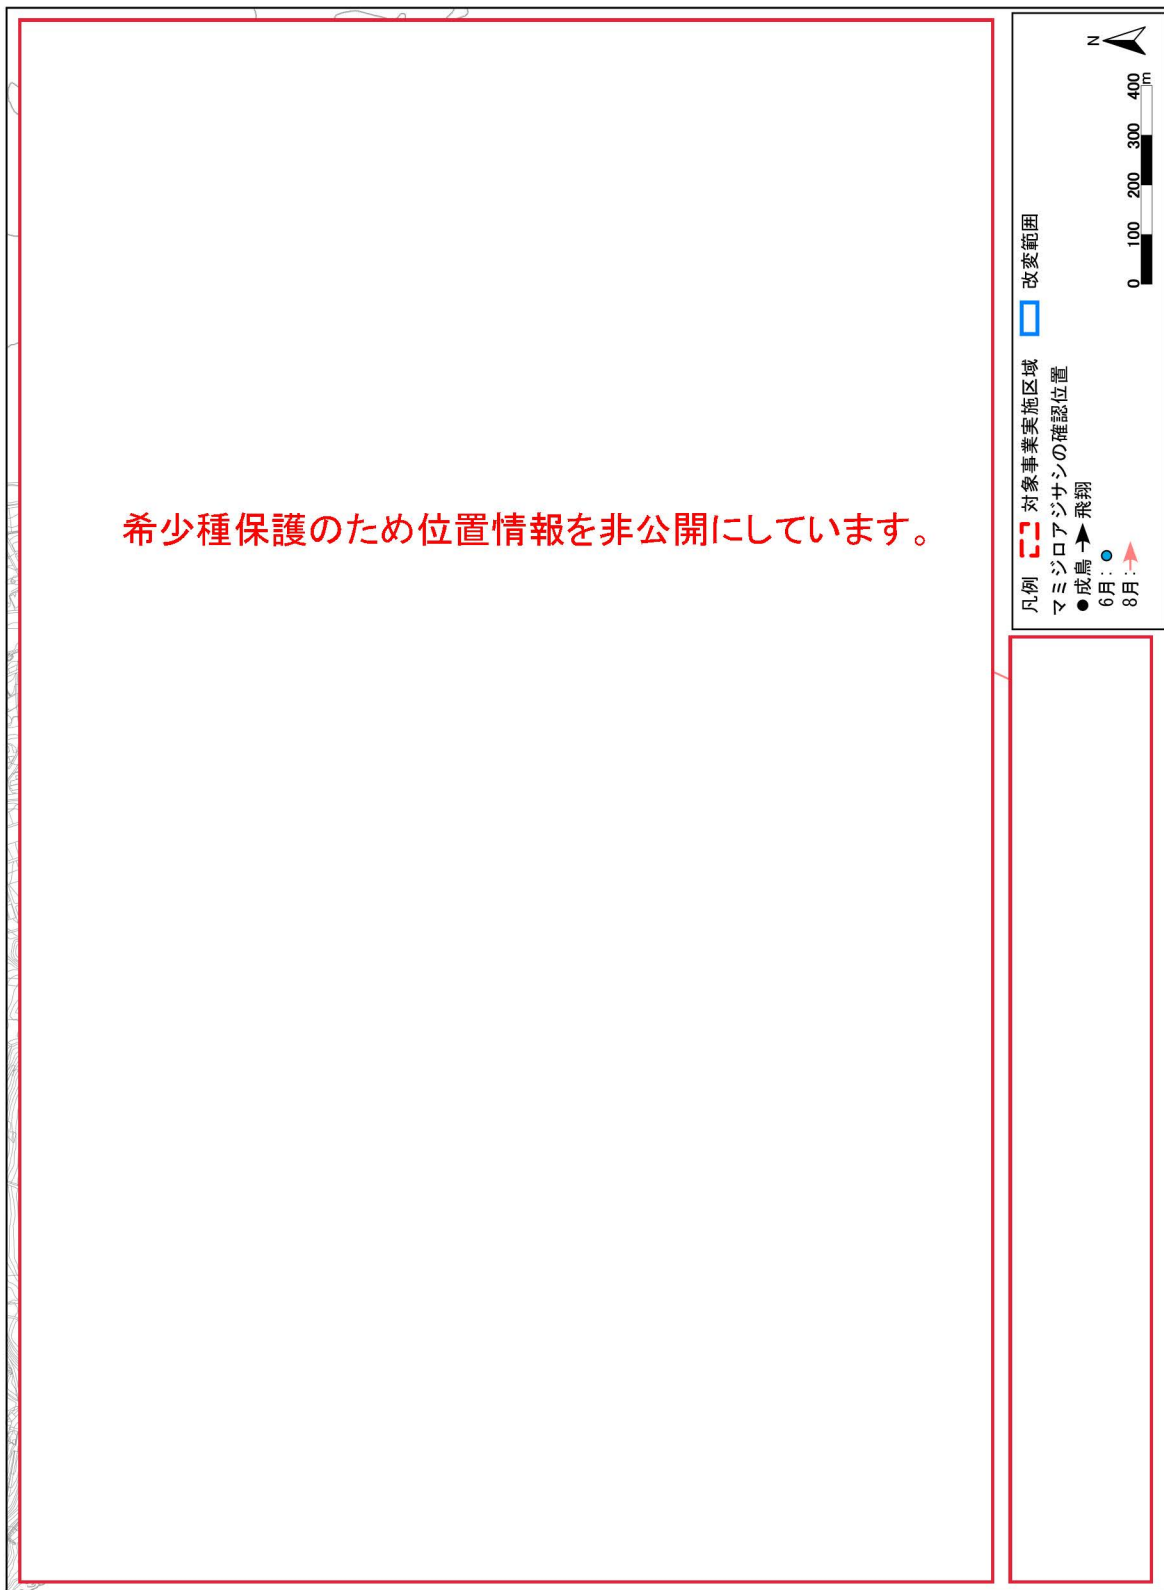 希少種保護のため位置情報を非公開にしています。
凡例 対象事業実施区域 改変範囲
マミジロアジサシの確認位置
●成鳥 飛翔
6月：
8月：
N
0 100 200 300 400
m